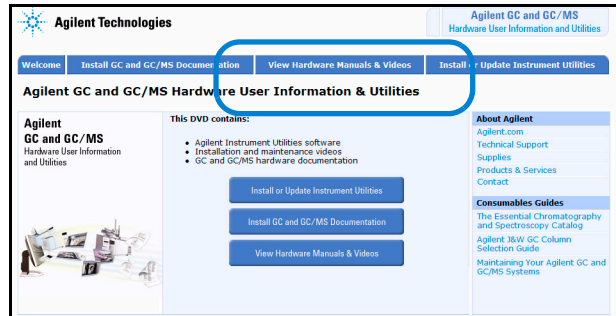 Agilent Technologies
Agilent GC and GC/MS
Hardware User Information and Utilities
Welcome
Install GC and GC/MS Documentation
View Hardware Manuals & Videos
Install or Update Instrument Utilities
Agilent GC and GC/MS Hardware User Information & Utilities
Agilent
GC and GC/MS
Hardware User Information
and Utilities
This DVD contains:
• Agilent Instrument Utilities software
• Installation and maintenance videos
• GC and GC/MS hardware documentation
Install or Update Instrument Utilities
Install GC and GC/MS Documentation
View Hardware Manuals & Videos
About Agilent
Agilent.com
Technical Support
Supplies
Products & Services
Contact
Consumables Guides
The Essential Chromatography
and Spectroscopy Catalog
Agilent J&W GC Column
Selection Guide
Maintaining Your Agilent GC and
GC/MS Systems